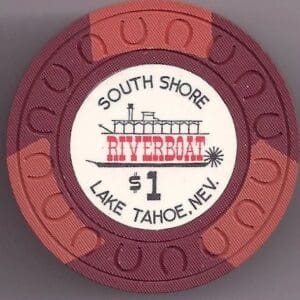 SOUTH SHORE
RIVERBOAT
$1
LAKE TAHOE, NEV.